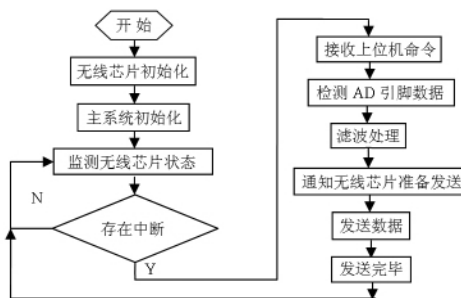 开 始
无线芯片初始化
主系统初始化
监测无线芯片状态
N
存在中断
Y
接收上位机命令
检测 AD 引脚数据
滤波处理
通知无线芯片准备发送
发送数据
发送完毕